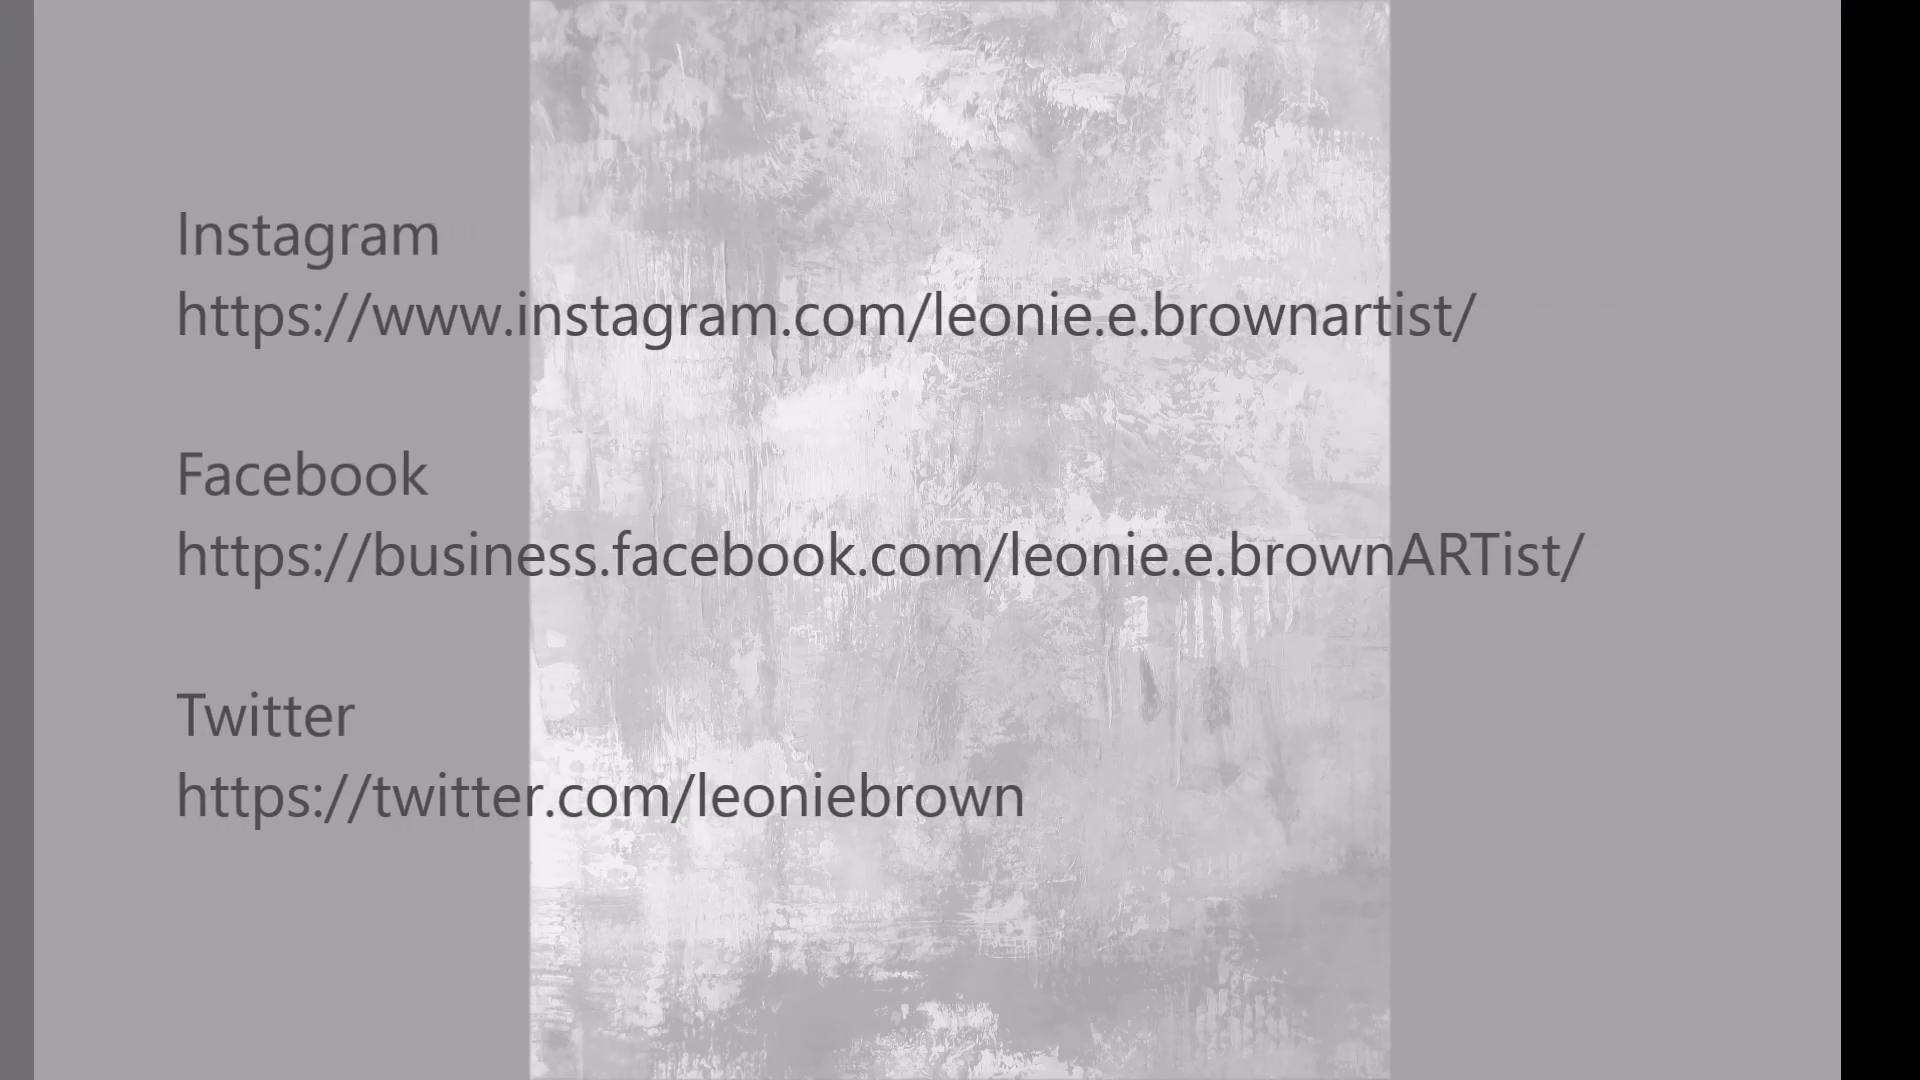 Instagram
https://www.instagram.com/leonie.e.brownartist/
Facebook
https://business.facebook.com/leonie.e.brownARTist/
Twitter
https://twitter.com/leoniebrown